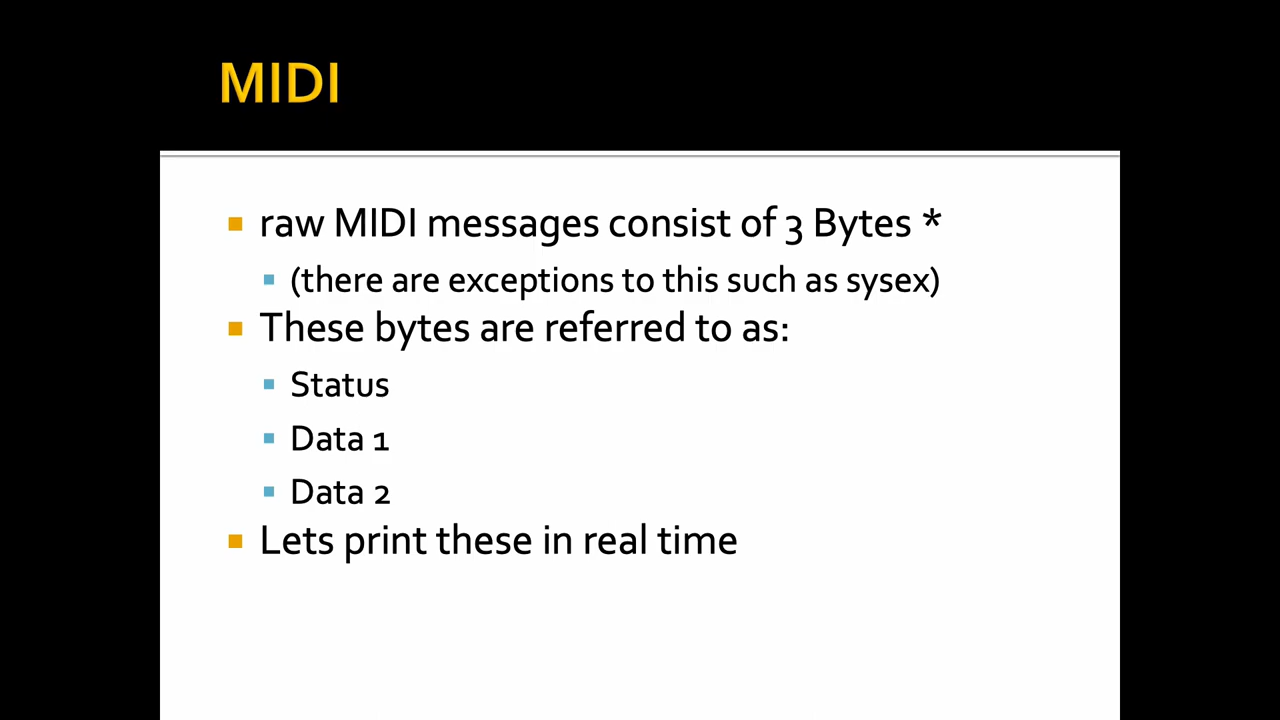 MIDI
raw MIDI messages consist of 3 Bytes *
(there are exceptions to this such as sysex)
These bytes are referred to as:
Status
Data 1
Data 2
Lets print these in real time